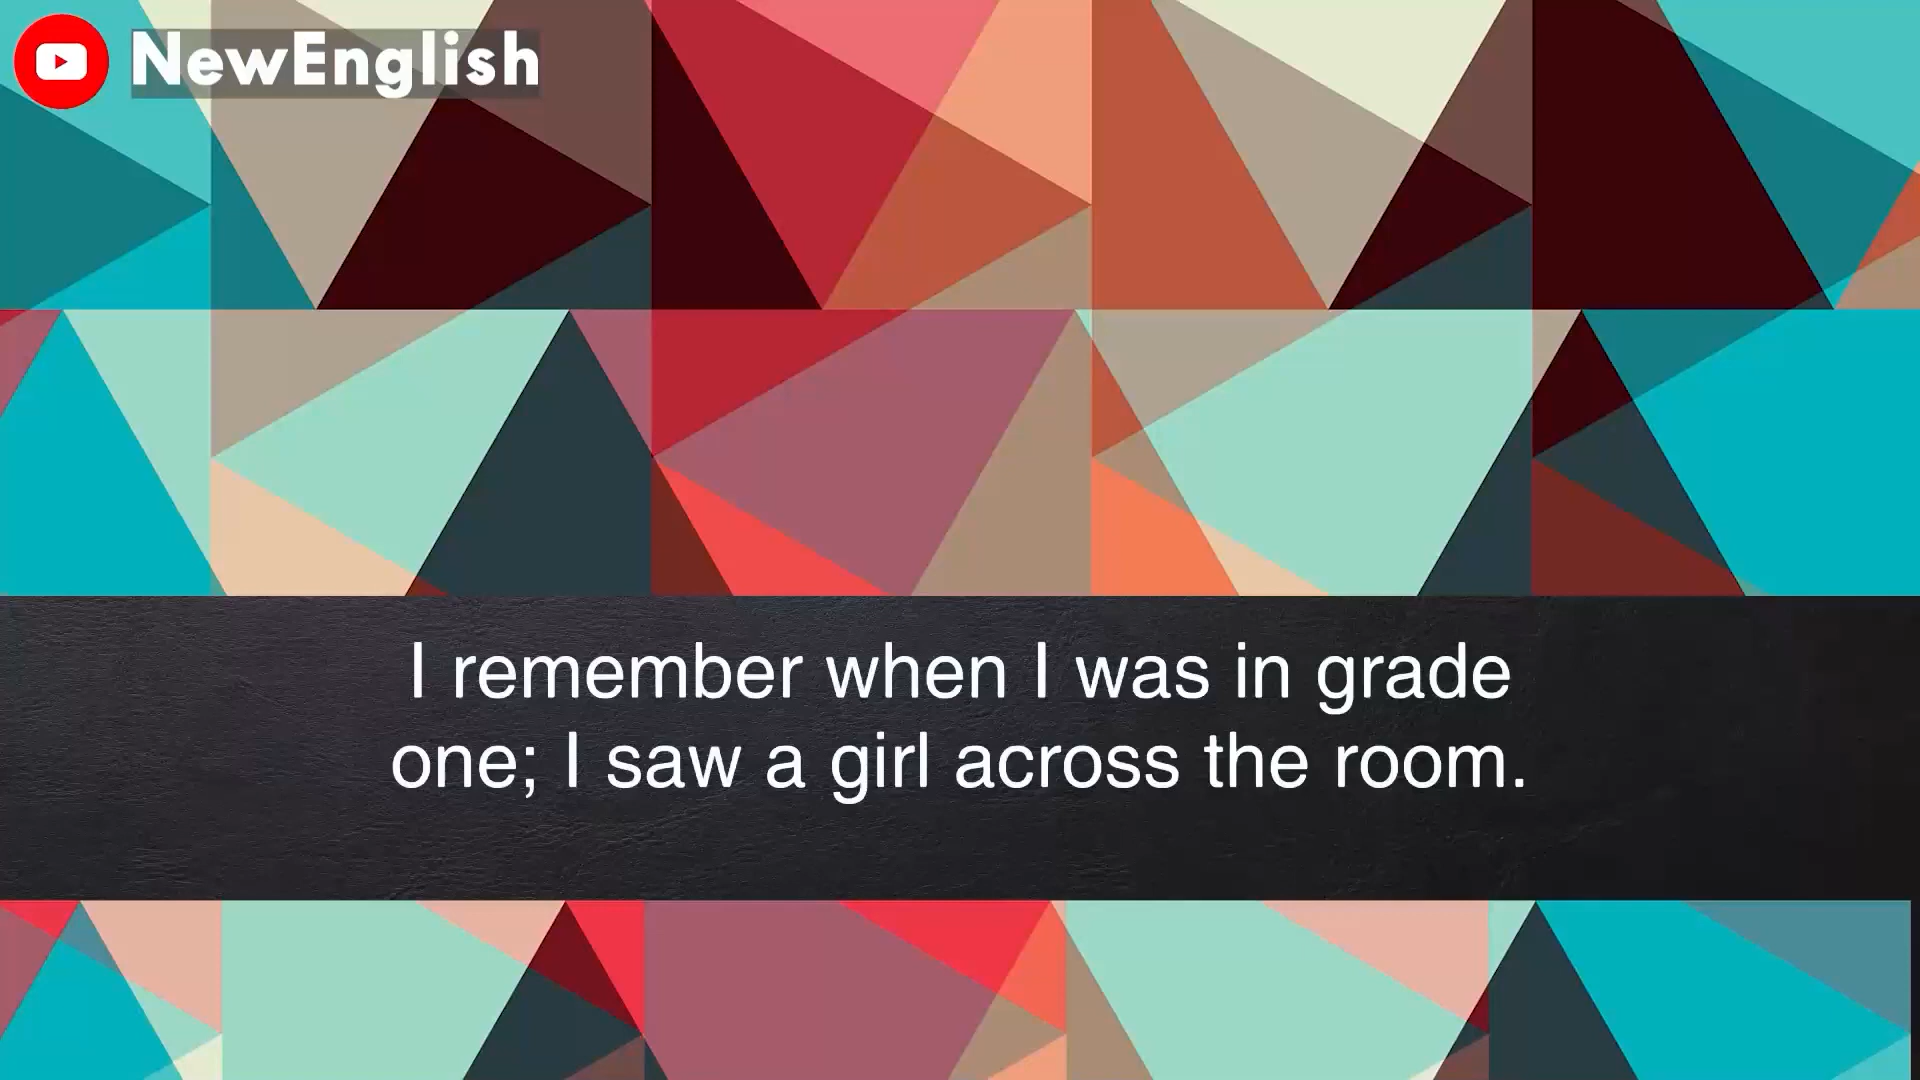 NewEnglish
I remember when I was in grade
one; I saw a girl across the room.